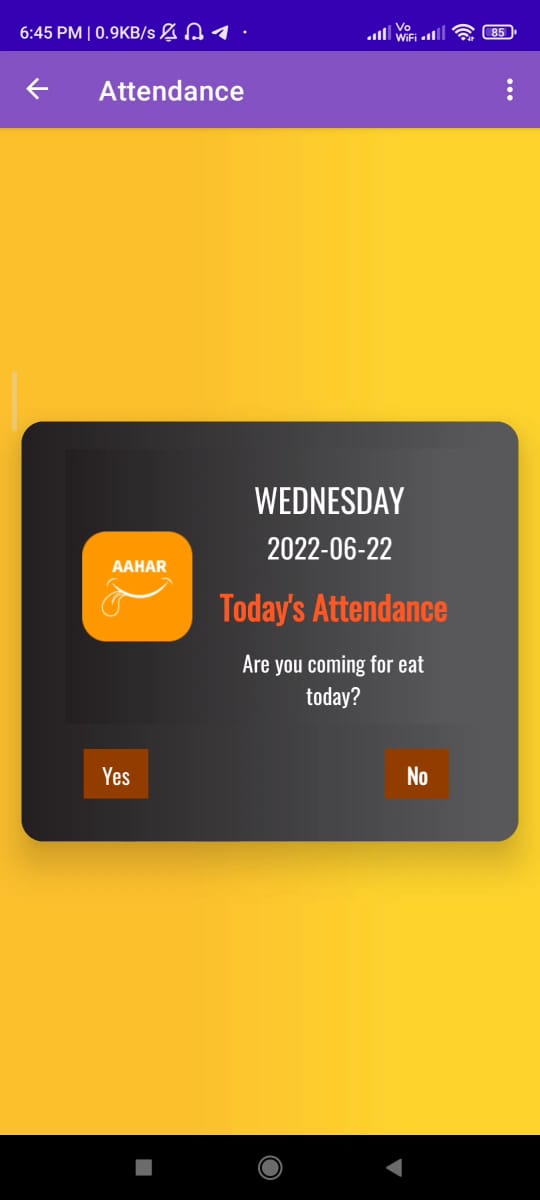 6:45 PM | 0.9KB/s
Vo
WiFi
85
Attendance
WEDNESDAY
2022-06-22
AAHAR
Today's Attendance
Are you coming for eat
today?
Yes
No